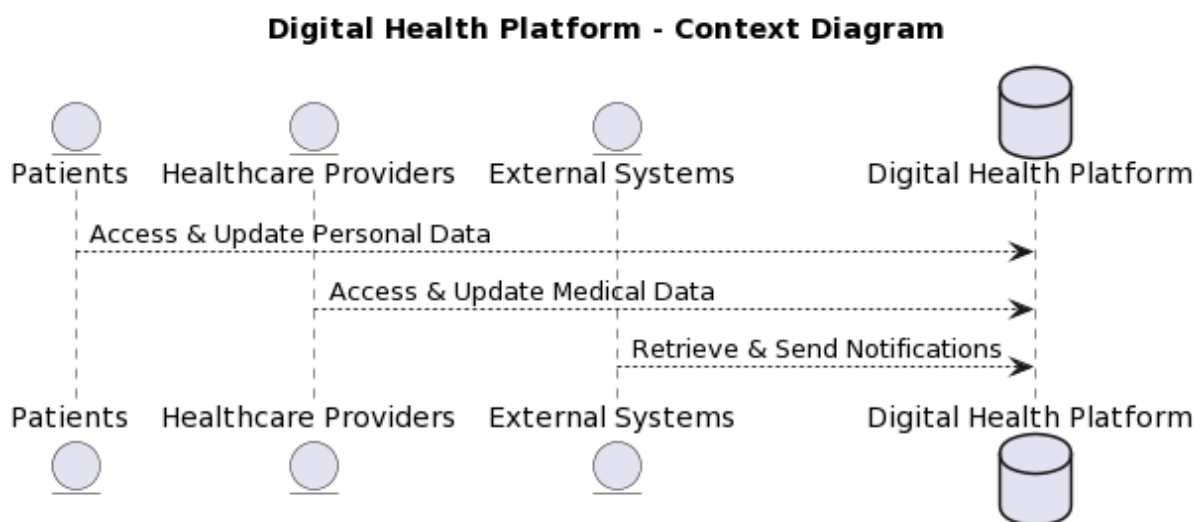 Digital Health Platform - Context Diagram
Patients
Healthcare Providers
External Systems
Digital Health Platform
Access & Update Personal Data
Access & Update Medical Data
Retrieve & Send Notifications
Patients
Healthcare Providers
External Systems
Digital Health Platform